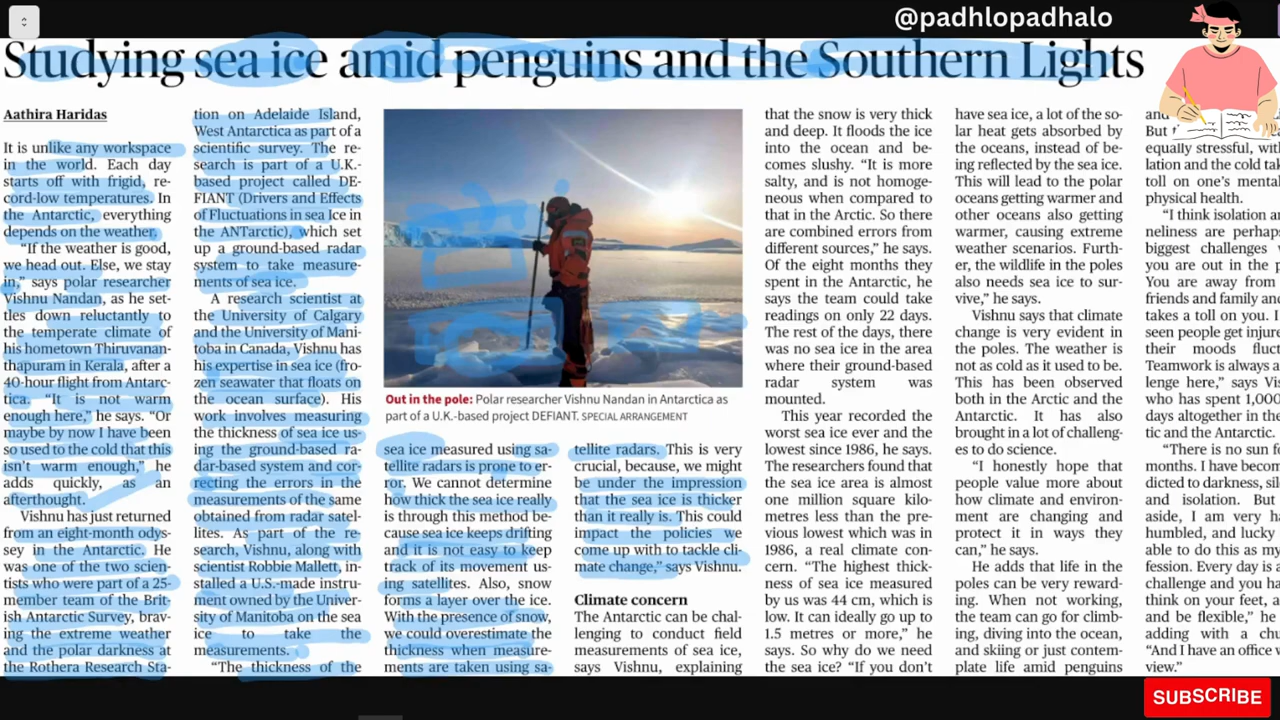 @padhlopadhalo
Studying sea ice amid penguins and the Southern Lights
Aathira Haridas
It is unlike any workspace
in the world. Each day
starts off with frigid, re-
cord-low temperatures. In
the Antarctic, everything
depends on the weather.
"If the weather is good,
we head out. Else, we stay
in," says polar researcher
Vishnu Nandan, as he set-
tles down reluctantly to
the temperate climate of
his hometown Thiruvanan-
thapuram in Kerala, after a
40-hour flight from Antarc-
tica. "It is not warm
enough here," he says. "Or
maybe by now I have been
so used to the cold that this
isn't warm enough," he
adds quickly, as an
afterthought.
Vishnu has just returned
from an eight-month odys-
sey in the Antarctic. He
was one of the two scien-
tists who were part of a 25-
member team of the Brit-
ish Antarctic Survey, brav-
ing the extreme weather
and the polar darkness at
the Rothera Research Sta-
tion on Adelaide Island,
West Antarctica as part of a
scientific survey. The re-
search is part of a U.K.-
based project called DE-
FIANT (Drivers and Effects
of Fluctuations in sea Ice in
the ANTarctic), which set
up a ground-based radar
system to take measure-
ments of sea ice.
A research scientist at
the University of Calgary
and the University of Mani-
toba in Canada, Vishnu has
his expertise in sea ice (fro-
zen seawater that floats on
the ocean surface). His
work involves measuring
the thickness of sea ice us-
ing the ground-based ra-
dar-based system and cor-
recting the errors in the
measurements of the same
obtained from radar satel-
lites. As part of the re-
search, Vishnu, along with
scientist Robbie Mallett, in-
stalled a U.S.-made instru-
ment owned by the Univer-
sity of Manitoba on the sea
ice to take the
measurements.
"The thickness of the
Out in the pole: Polar researcher Vishnu Nandan in Antarctica as
part of a U.K.-based project DEFIANT. SPECIAL ARRANGEMENT
sea ice measured using sa-
tellite radars is prone to er-
ror. We cannot determine
how thick the sea ice really
is through this method be-
cause sea ice keeps drifting
and it is not easy to keep
track of its movement us-
ing satellites. Also, snow
forms a layer over the ice.
With the presence of snow,
we could overestimate the
thickness when measure-
ments are taken using sa-
tellite radars. This is very
crucial, because, we might
be under the impression
that the sea ice is thicker
than it really is. This could
impact the policies we
come up with to tackle cli-
mate change," says Vishnu.
Climate concern
The Antarctic can be chal-
lenging to conduct field
measurements of sea ice,
says Vishnu, explaining
that the snow is very thick
and deep. It floods the ice
into the ocean and be-
comes slushy. "It is more
salty, and is not homoge-
neous when compared to
that in the Arctic. So there
are combined errors from
different sources," he says.
Of the eight months they
spent in the Antarctic, he
says the team could take
readings on only 22 days.
The rest of the days, there
was no sea ice in the area
where their ground-based
radar system was
mounted.
This year recorded the
worst sea ice ever and the
lowest since 1986, he says.
The researchers found that
the sea ice area is almost
one million square kilo-
metres less than the pre-
vious lowest which was in
1986, a real climate con-
cern. "The highest thick-
ness of sea ice measured
by us was 44 cm, which is
low. It can ideally go up to
1.5 metres or more," he
says. So why do we need
the sea ice? "If you don't
have sea ice, a lot of the so-
lar heat gets absorbed by
the oceans, instead of be-
ing reflected by the sea ice.
This will lead to the polar
oceans getting warmer and
other oceans also getting
warmer, causing extreme
weather scenarios. Furth-
er, the wildlife in the poles
also needs sea ice to sur-
vive," he says.
Vishnu says that climate
change is very evident in
the poles. The weather is
not as cold as it used to be.
This has been observed
both in the Arctic and the
Antarctic. It has also
brought in a lot of challeng-
es to do science.
"I honestly hope that
people value more about
how climate and environ-
ment are changing and
protect it in ways they
can," he says.
He adds that life in the
poles can be very reward-
ing. When not working,
the team can go for climb-
ing, diving into the ocean,
and skiing or just contem-
plate life amid penguins
and
But
equally stressful, with
lation and the cold tak
toll on one's mental
physical health.
"I think isolation an
neliness are perhaps
biggest challenges w
you are out in the p
You are away from
friends and family and
takes a toll on you. I
seen people get injur
their moods fluct
Teamwork is always a
lenge here," says Vis
who has spent 1,000
days altogether in the
tic and the Antarctic.
"There is no sun f
months. I have becom
dicted to darkness, sile
and isolation. But
aside, I am very ha
humbled, and lucky
able to do this as my
fession. Every day is a
challenge and you ha
think on your feet, a
and be flexible," he
adding with a chu
"And I have an office w
view."
SUBSCRIBE